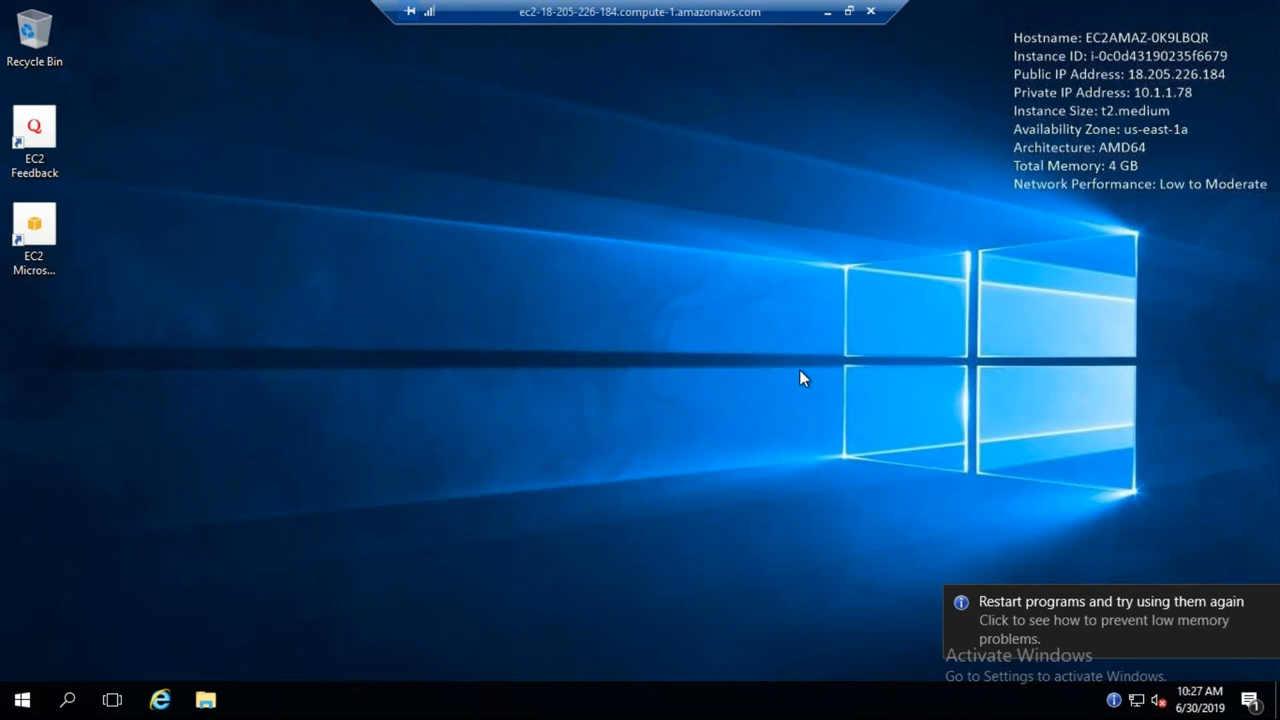 ec2-18-205-226-184.compute-1.amazonaws.com
Recycle Bin
Q
EC2
Feedback
EC2
Micros...
Hostname: EC2AMAZ-0K9LBQR
Instance ID: i-0c0d43190235f6679
Public IP Address: 18.205.226.184
Private IP Address: 10.1.1.78
Instance Size: t2.medium
Availability Zone: us-east-1a
Architecture: AMD64
Total Memory: 4 GB
Network Performance: Low to Moderate
Restart programs and try using them again
Click to see how to prevent low memory
problems.
Activate Windows
Go to Settings to activate Windows.
10:27 AM
6/30/2019
1